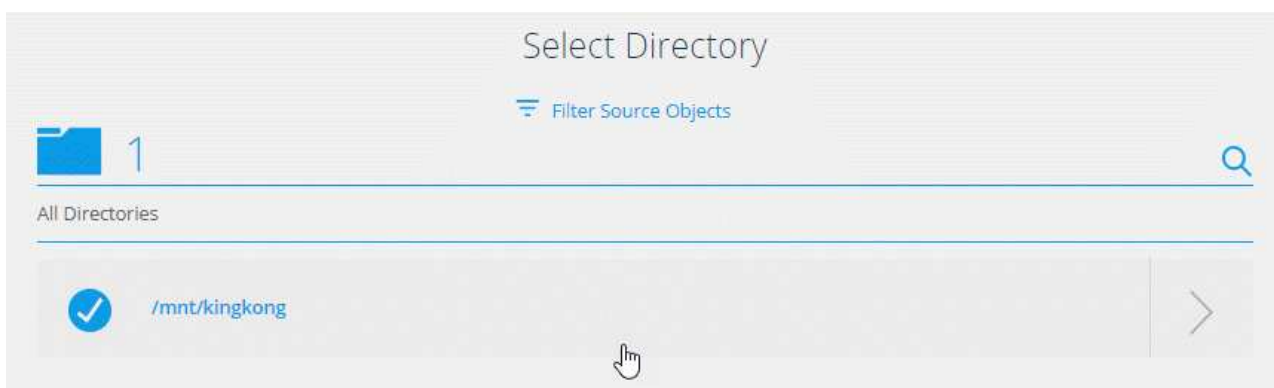 Select Directory
Filter Source Objects
1
All Directories
/mnt/kingkong